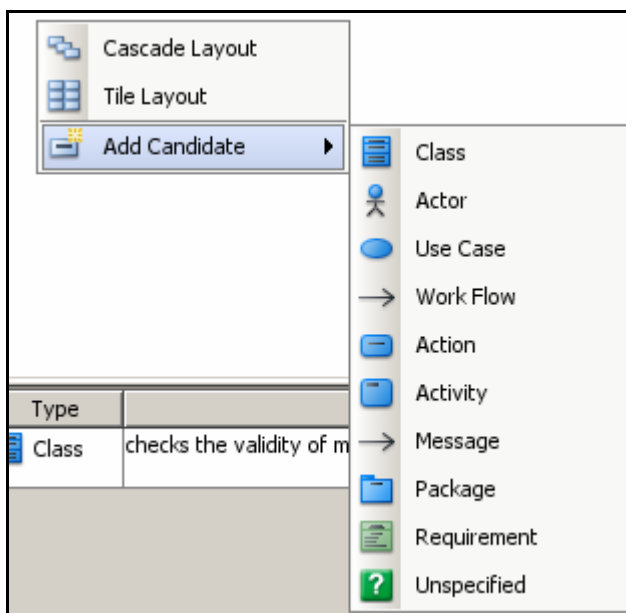 Cascade Layout
Tile Layout
Add Candidate
Class
Actor
Use Case
Work Flow
Action
Activity
Message
Package
Requirement
? Unspecified
Type
Class
checks the validity of m